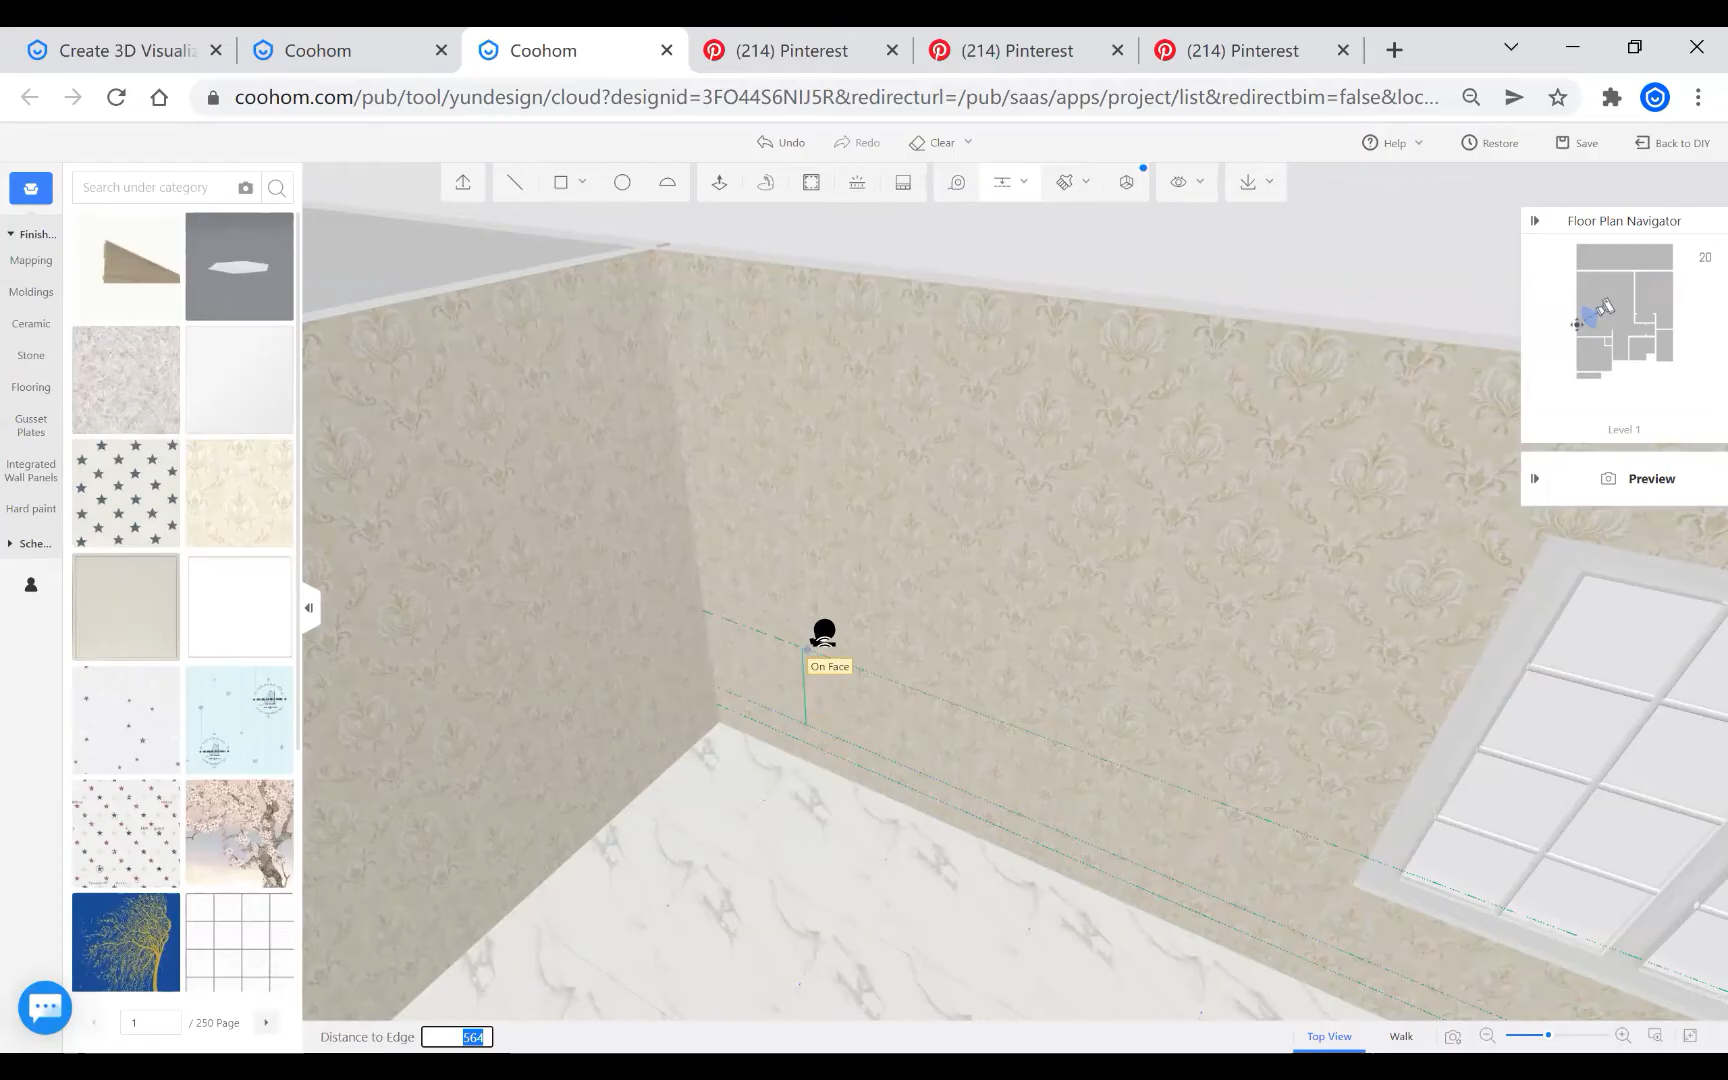 Create 3D Visualiz
Coohom
Coohom
(214) Pinterest
(214) Pinterest
(214) Pinterest
coohom.com/pub/tool/yundesign/cloud?designid=3FO44S6NIJ5R&redirecturl=/pub/saas/apps/project/list&redirectbim=false&loc...
Undo
Redo
Clear
Help
Restore
Save
Back to DIY
Search under category
Finish...
Mapping
Moldings
Ceramic
Stone
Flooring
Gusset
Plates
Integrated
Wall Panels
Hard paint
Sche...
Floor Plan Navigator
2D
Level 1
Preview
On Face
1
/ 250 Page
Distance to Edge
564
Top View
Walk